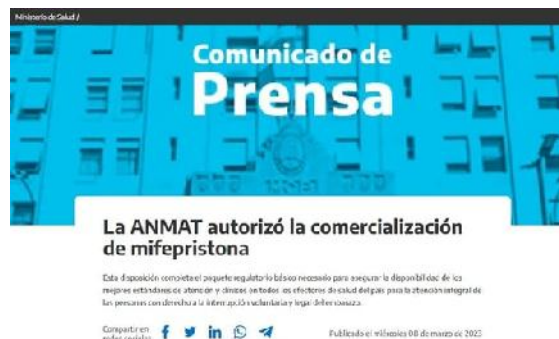 Ministerio de Salud /
Comunicado de
Prensa
La ANMAT autorizó la comercialización
de mifepristona
Esta disposición completa el paquete regulatorio básico necesario para asegurar la disponibilidad de los
mejores estándares de atención y clínicos en todos los efectores de salud del país para la atención integral de
las personas con derecho a la interrupción voluntaria y legal del embarazo.
Compartir en
redes sociales
Publicado el miércoles 08 de marzo de 2023